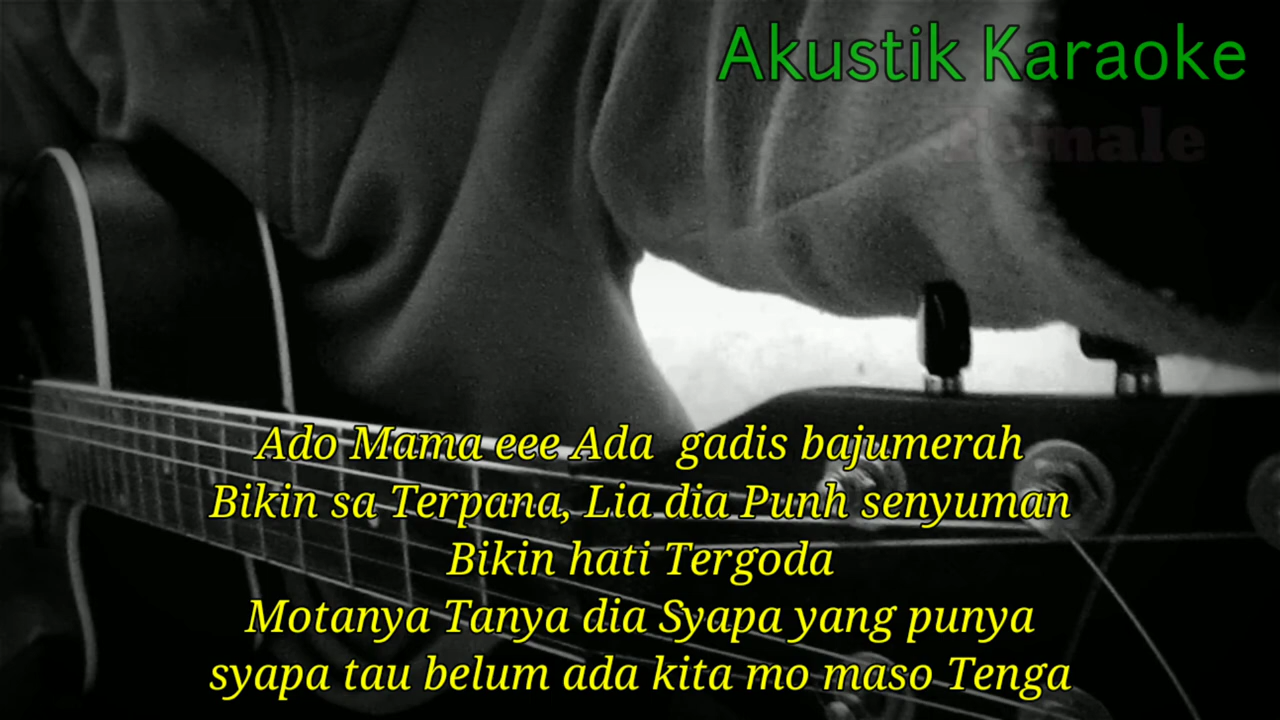 Akustik Karaoke
Female
Ado Mama eee Ada gadis bajumerah
Bikin sa Terpana, Lia dia Punh senyuman
Bikin hati Tergoda
Motanya Tanya dia Syapa yang punya
syapa tau belum ada kita mo maso Tenga